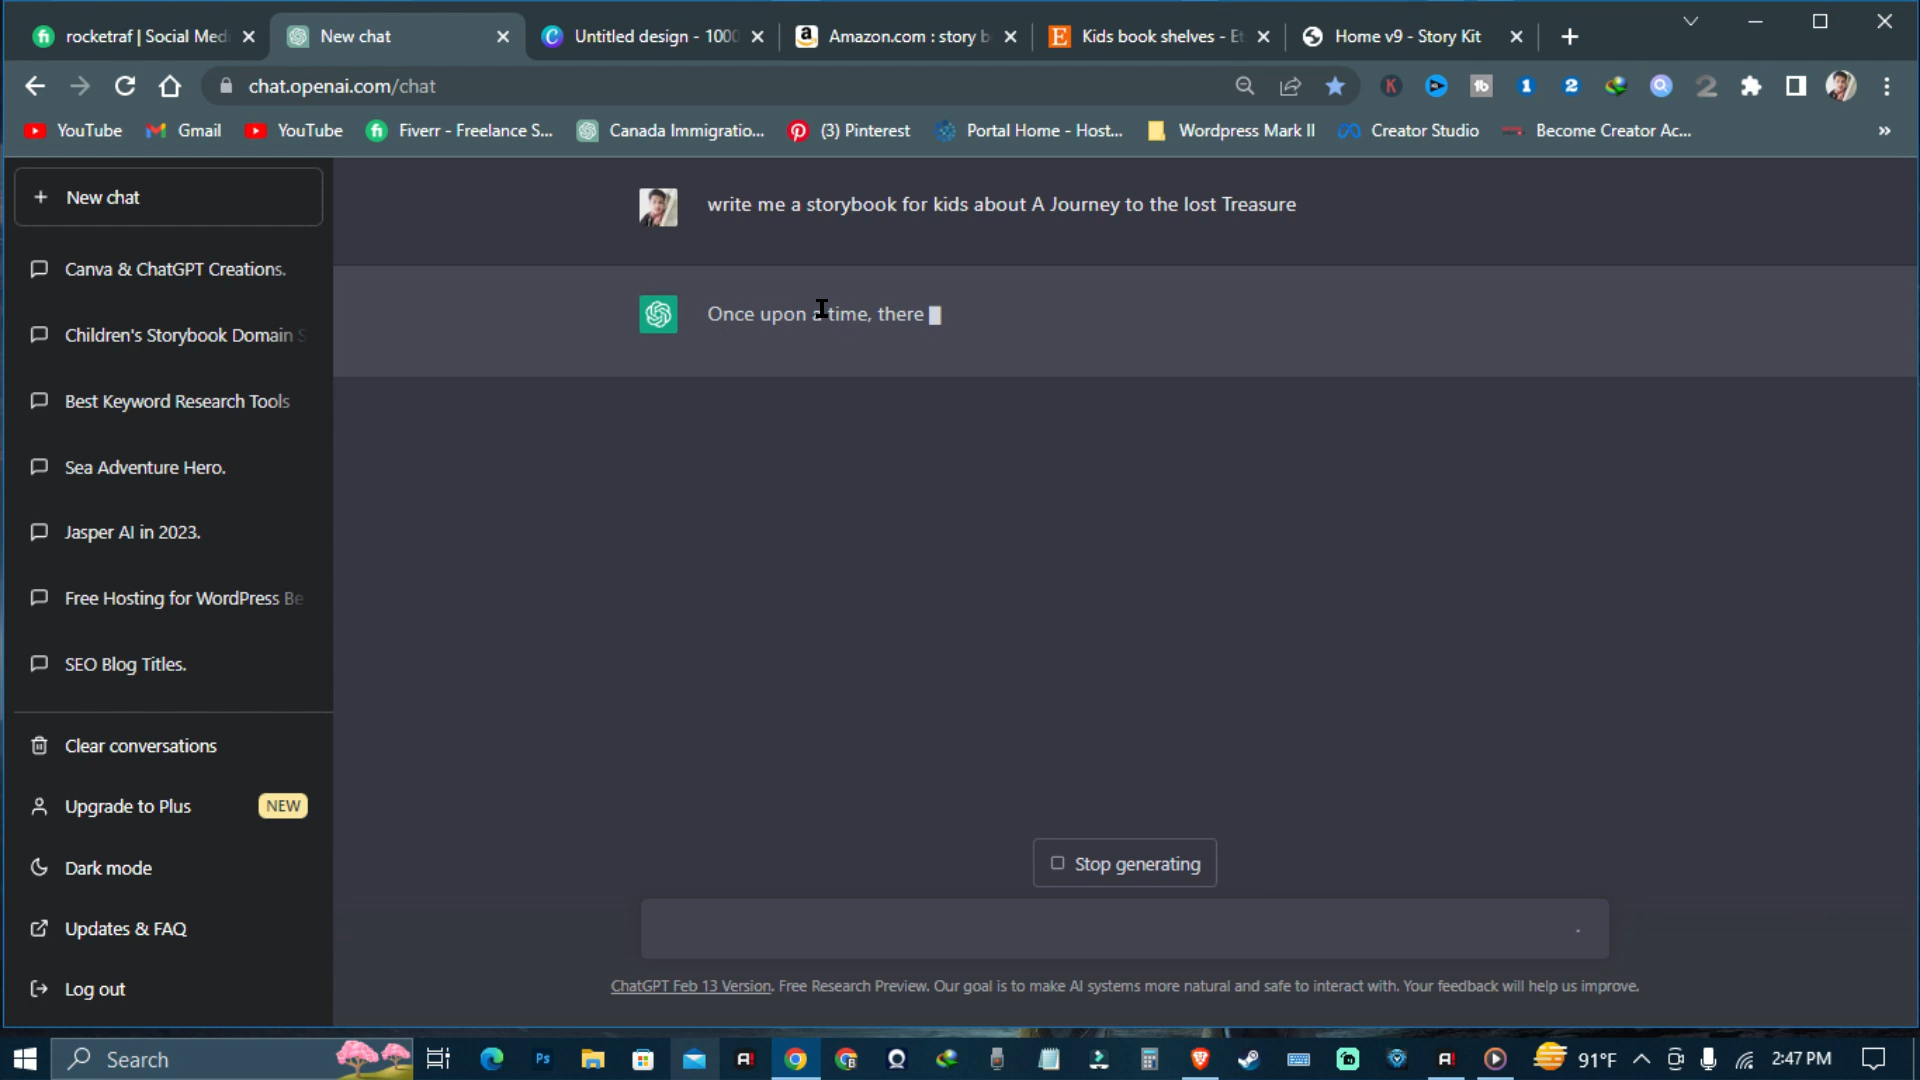 rocketraf | Social Medi
New chat
Untitled design - 1000
Amazon.com : story b
Kids book shelves - Et
Home v9 - Story Kit
chat.openai.com/chat
YouTube
Gmail
YouTube
Fiverr - Freelance S...
Canada Immigratio...
(3) Pinterest
Portal Home - Host...
Wordpress Mark II
Creator Studio
Become Creator Ac...
»
New chat
Canva & ChatGPT Creations.
Children's Storybook Domain S
Best Keyword Research Tools
Sea Adventure Hero.
Jasper AI in 2023.
Free Hosting for WordPress Be
SEO Blog Titles.
Clear conversations
Upgrade to Plus
NEW
Dark mode
Updates & FAQ
Log out
write me a storybook for kids about A Journey to the lost Treasure
Once upon a time, there
Stop generating
ChatGPT Feb 13 Version. Free Research Preview. Our goal is to make AI systems more natural and safe to interact with. Your feedback will help us improve.
Search
91°F
2:47 PM